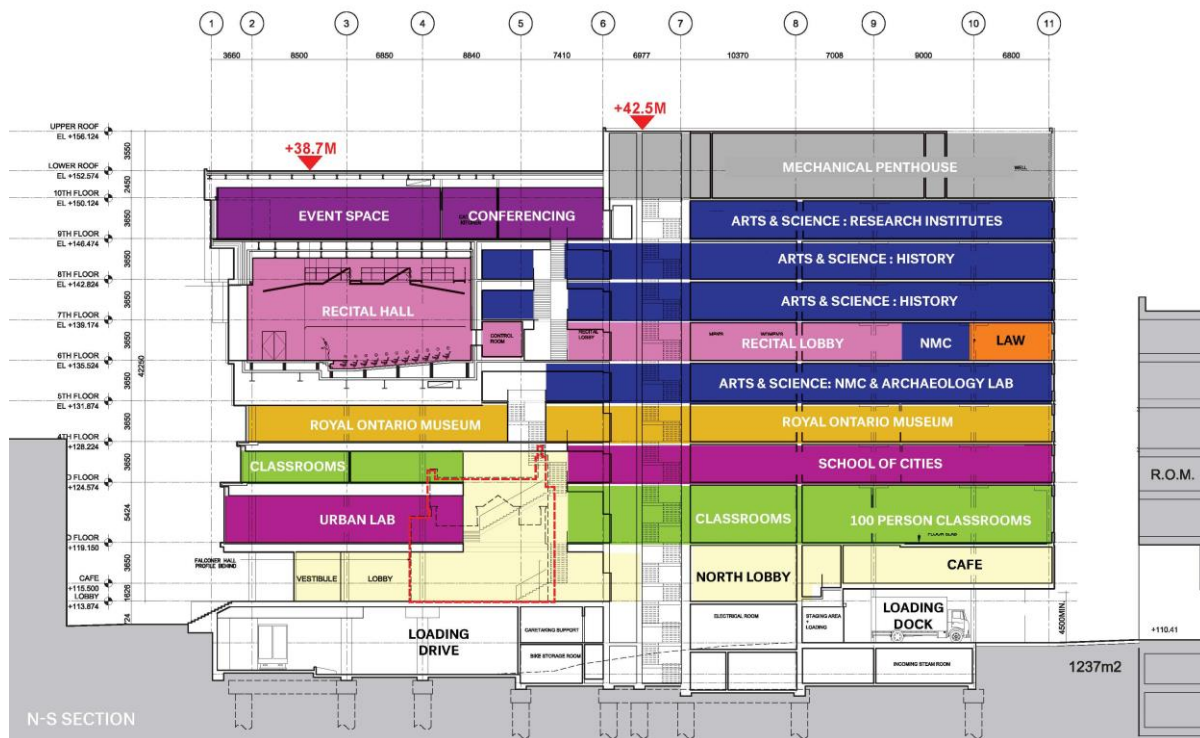 1 2 3 4 5 6 7 8 9 10 11
3660 8500 6850 8840 7410 6977 10370 7008 9000 6800
+42.5M
UPPER ROOF
EL +156.124
3550
+38.7M
LOWER ROOF
EL +152.574
MECHANICAL PENTHOUSE
2450
10TH FLOOR
EL +150.124
3650
EVENT SPACE
CONFERENCING
ARTS & SCIENCE : RESEARCH INSTITUTES
9TH FLOOR
EL +146.474
3650
ARTS & SCIENCE : HISTORY
8TH FLOOR
EL +142.824
3650
RECITAL HALL
ARTS & SCIENCE : HISTORY
7TH FLOOR
EL +139.174
3650
CONTROL
ROOM
RECITAL
LOBBY
RECITAL LOBBY
NMC
LAW
6TH FLOOR
EL +135.524
42250
3650
ARTS & SCIENCE: NMC & ARCHAEOLOGY LAB
5TH FLOOR
EL +131.874
3650
ROYAL ONTARIO MUSEUM
ROYAL ONTARIO MUSEUM
4TH FLOOR
+128.224
3650
CLASSROOMS
SCHOOL OF CITIES
R.O.M.
D FLOOR
+124.574
5424
URBAN LAB
CLASSROOMS
100 PERSON CLASSROOMS
D FLOOR
+119.150
3650
FALCONER HALL
PROFILE BEHIND
VESTIBULE
LOBBY
NORTH LOBBY
CAFE
CAFE
+115.500
1626
LOBBY
+113.874
24
LOADING
DRIVE
CARETAKING SUPPORT
BIKE STORAGE ROOM
ELECTRICAL ROOM
STAGING AREA
+
LOADING
LOADING
DOCK
4500MIN.
+110.41
INCOMING STEAM ROOM
1237m2
N-S SECTION